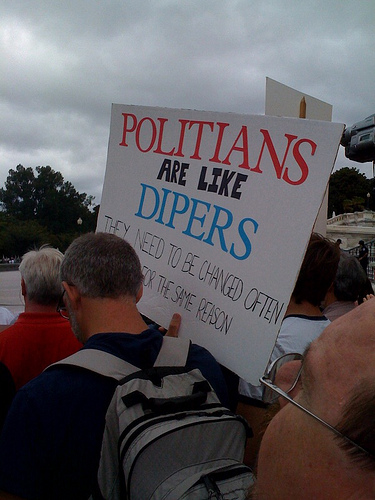 POLITIANS
ARE LIKE
DIPERS
THEY NEED TO BE CHANGED OFTEN
FOR THE SAME REASON